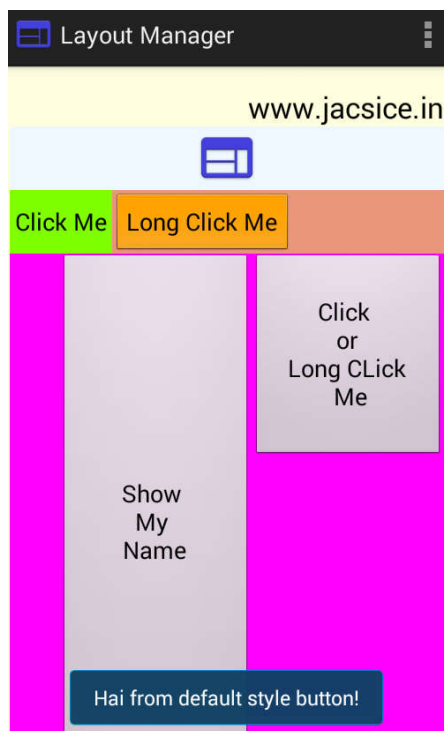 Layout Manager
www.jacsice.in
Click Me
Long Click Me
Click
or
Long CLick
Me
Show
My
Name
Hai from default style button!